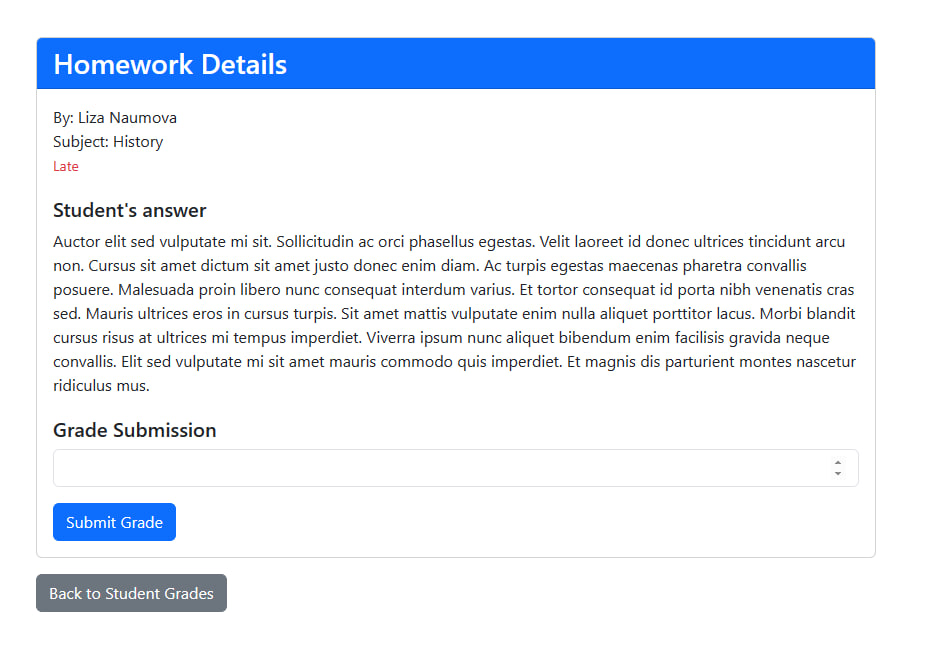 Homework Details
By: Liza Naumova
Subject: History
Late
Student's answer
Auctor elit sed vulputate mi sit. Sollicitudin ac orci phasellus egestas. Velit laoreet id donec ultrices tincidunt arcu
non. Cursus sit amet dictum sit amet justo donec enim diam. Ac turpis egestas maecenas pharetra convallis
posuere. Malesuada proin libero nunc consequat interdum varius. Et tortor consequat id porta nibh venenatis cras
sed. Mauris ultrices eros in cursus turpis. Sit amet mattis vulputate enim nulla aliquet porttitor lacus. Morbi blandit
cursus risus at ultrices mi tempus imperdiet. Viverra ipsum nunc aliquet bibendum enim facilisis gravida neque
convallis. Elit sed vulputate mi sit amet mauris commodo quis imperdiet. Et magnis dis parturient montes nascetur
ridiculus mus.
Grade Submission
Submit Grade
Back to Student Grades